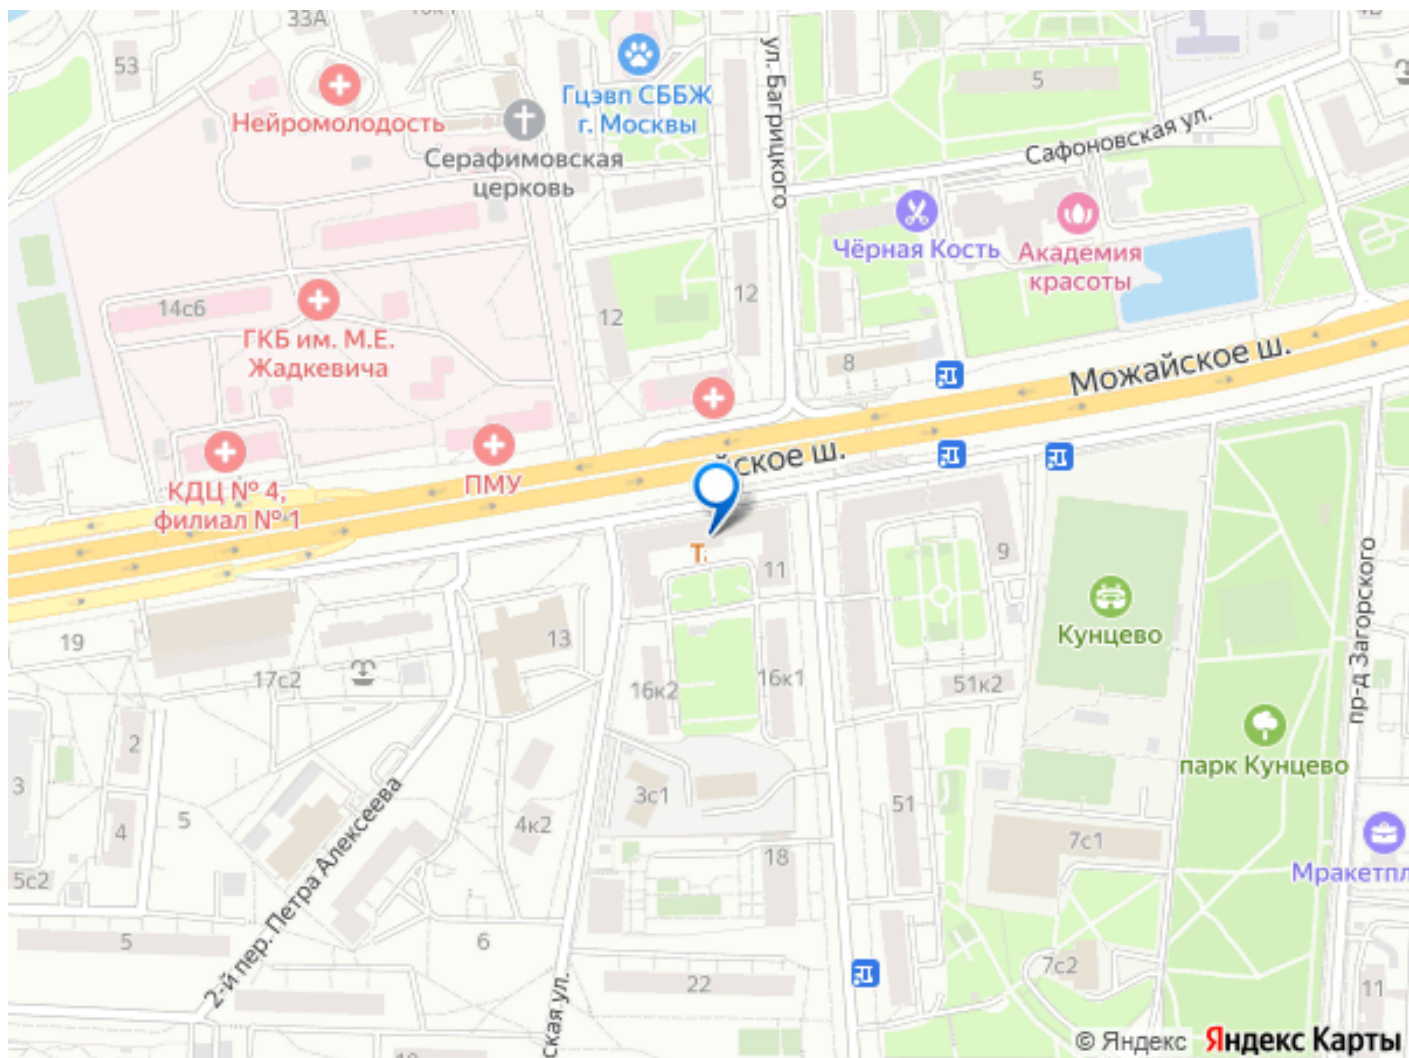 33А
53
Нейромолодость
Серафимовская
церковь
Гцэвп СББЖ
г. Москвы
ул. Багрицкого
5
Сафоновская ул.
Чёрная Кость
Академия
красоты
14с6
ГКБ им. М.Е.
Жадкевича
12
12
8
Можайское ш.
йское ш.
КДЦ № 4,
филиал № 1
ПМУ
11
9
Кунцево
пр-д Загорского
19
17с2
13
16к2
16к1
51к2
парк Кунцево
2
3
4
5
5с2
2-й пер. Петра Алексеева
4к2
3с1
51
18
7с1
Мракетпл
5
6
22
ская ул.
7с2
11
10
© Яндекс
Яндекс Карты